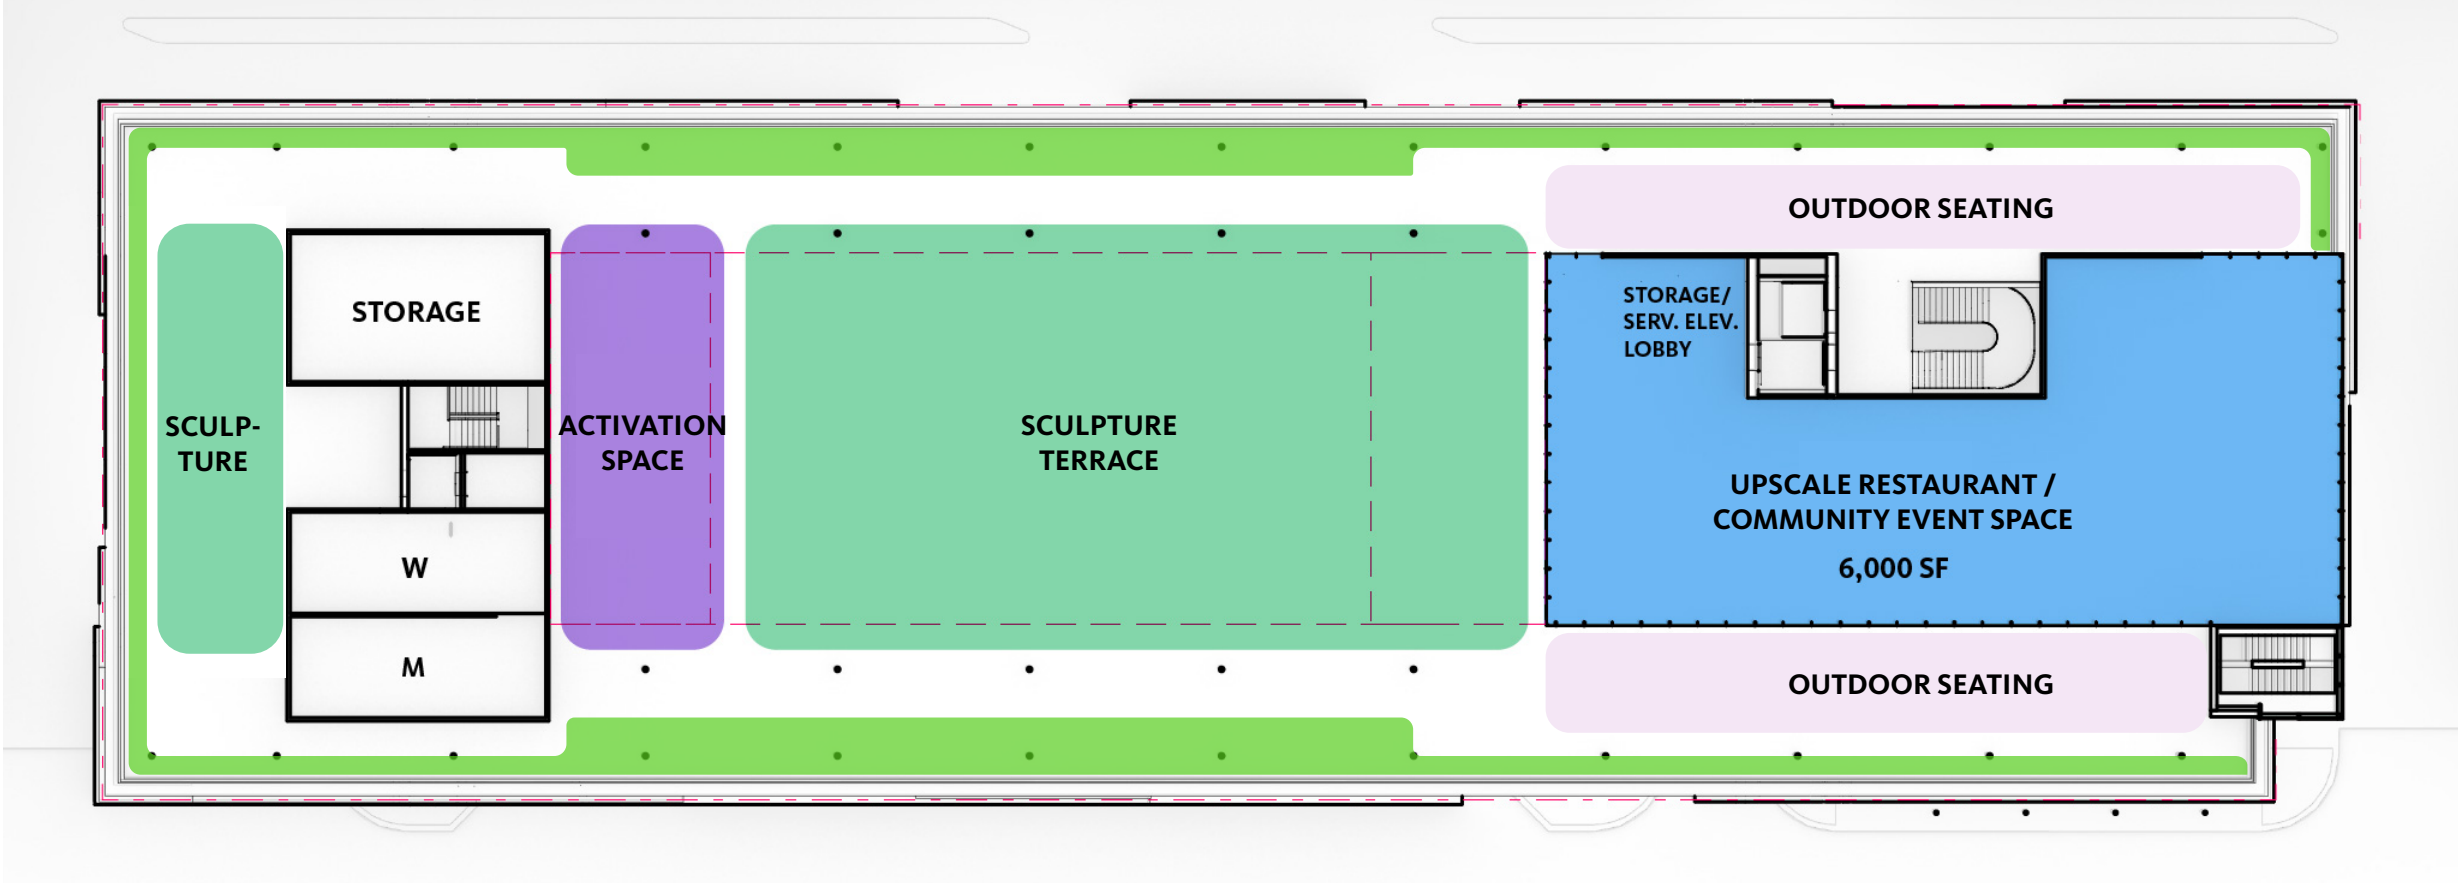 OUTDOOR SEATING
STORAGE
STORAGE/
SERV. ELEV.
LOBBY
SCULP-
TURE
ACTIVATION
SPACE
SCULPTURE
TERRACE
UPSCALE RESTAURANT /
COMMUNITY EVENT SPACE
6,000 SF
W
M
OUTDOOR SEATING